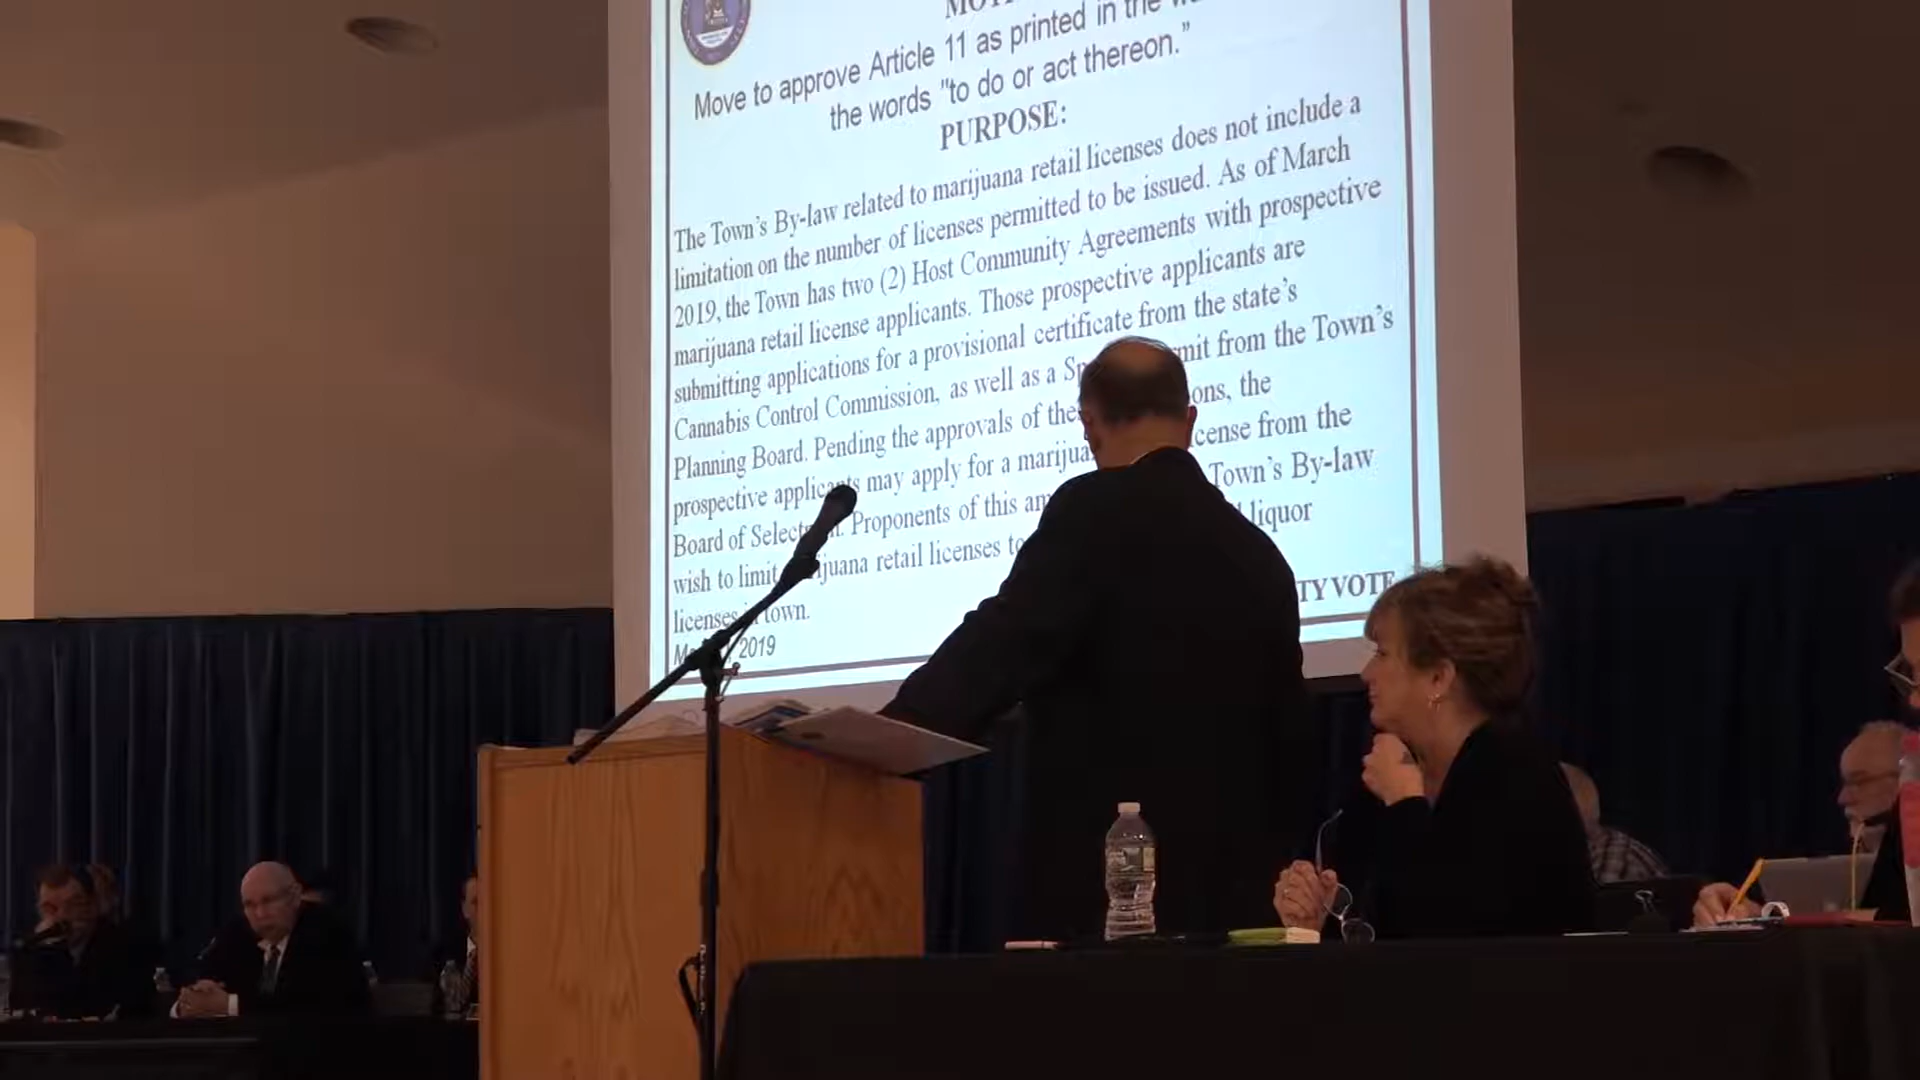 Move to approve Article 11 as printed in the
the words "to do or act thereon."
PURPOSE:
The Town's By-law related to marijuana retail licenses does not include a
limitation on the number of licenses permitted to be issued. As of March
2019, the Town has two (2) Host Community Agreements with prospective
marijuana retail license applicants. Those prospective applicants are
submitting applications for a provisional certificate from the state's
Cannabis Control Commission, as well as a Sp mit from the Town's
Planning Board. Pending the approvals of the ons, the
prospective applicants may apply for a marijua cense from the
Board of Select Proponents of this am Town's By-law
wish to limit marijuana retail licenses to liquor
licenses town.
2019
TY VOTE